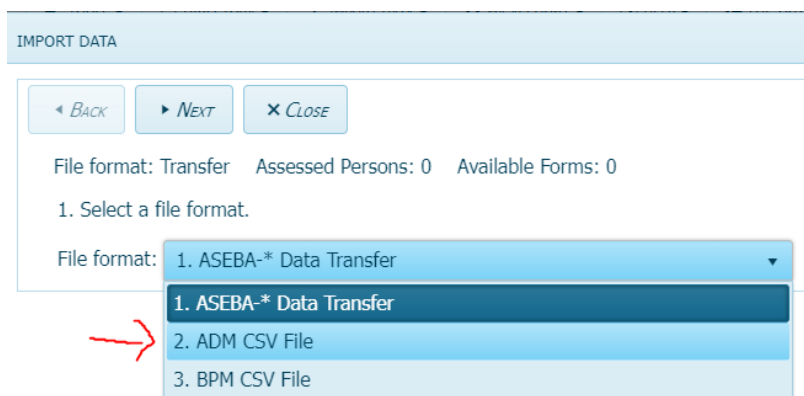 IMPORT DATA
BACK NEXT × CLOSE
File format: Transfer Assessed Persons: 0 Available Forms: 0
1. Select a file format.
File format: 1. ASEBA-* Data Transfer
1. ASEBA-* Data Transfer
2. ADM CSV File
3. BPM CSV File